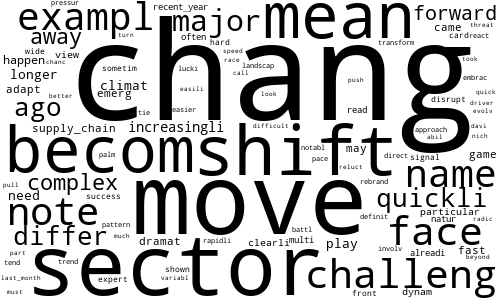 pressur
exampl
recent_year
major
mean
forward
threat
away
wide
view
turn
often
hard
speed
race
call
landscap
transform
came
cardreact
happen
chanc
longer
better
sometim
lucki
easili
look
chang
push
took
embrac
adapt
climat
emerg
quick
driver
evolv
ago
tie
easier
read
disrupt
supply_chain
increasingli
difficult
may
approach
abil
davi
nich
becom
shift
notabl
pace
reluct
direct
signal
game
palm
rebrand
name
pull
complex
need
success
move
quickli
note
pattern
much
definit
particular
natur
radic
differ
dramat
rapidli
clearli
battl
multi
play
face
involv
alreadi
fast
beyond
part
tend
trend
sector
shown
variabl
expert
last_month
must
challeng
front
dynam